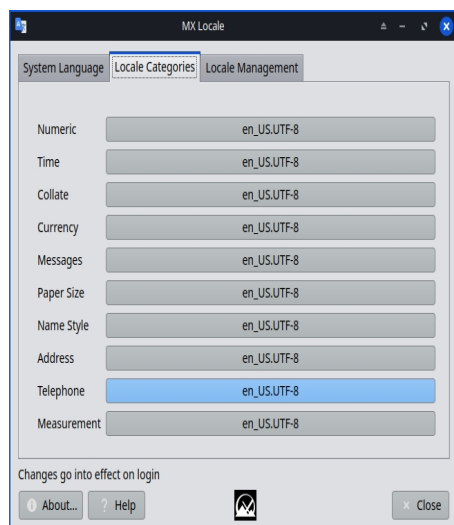 MX Locale
System Language Locale Categories Locale Management
Numeric en_US.UTF-8
Time en_US.UTF-8
Collate en_US.UTF-8
Currency en_US.UTF-8
Messages en_US.UTF-8
Paper Size en_US.UTF-8
Name Style en_US.UTF-8
Address en_US.UTF-8
Telephone en_US.UTF-8
Measurement en_US.UTF-8
Changes go into effect on login
About... ? Help × Close